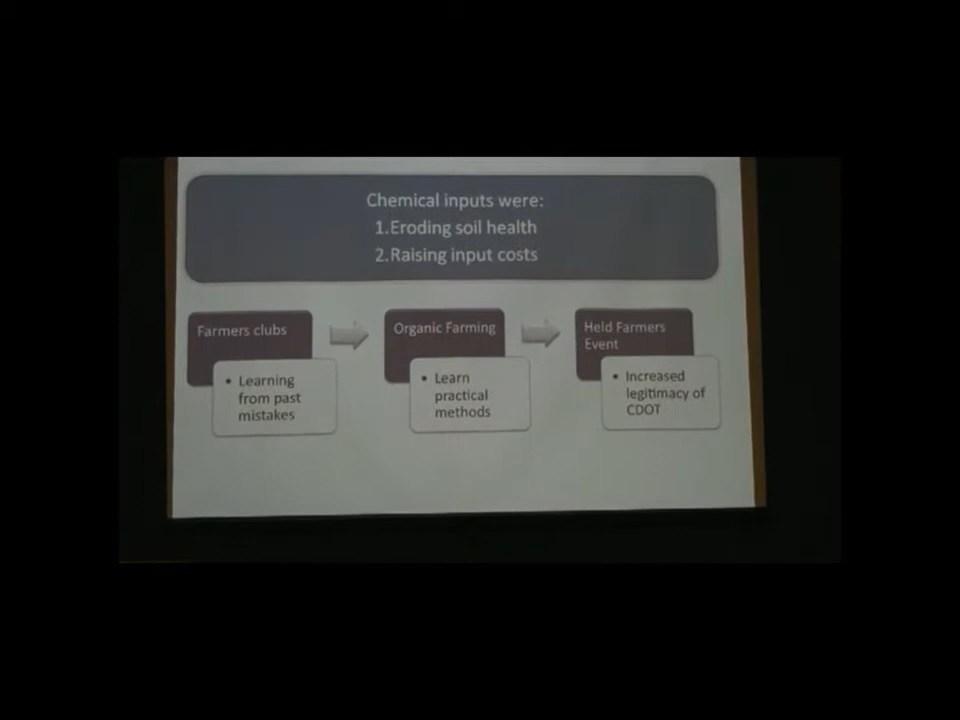 Chemical inputs were:
1.Eroding soil health
2.Raising input costs
Farmers clubs
• Learning
from past
mistakes
Organic Farming
• Learn
practical
methods
Held Farmers
Event
• Increased
legitimacy of
CDOT